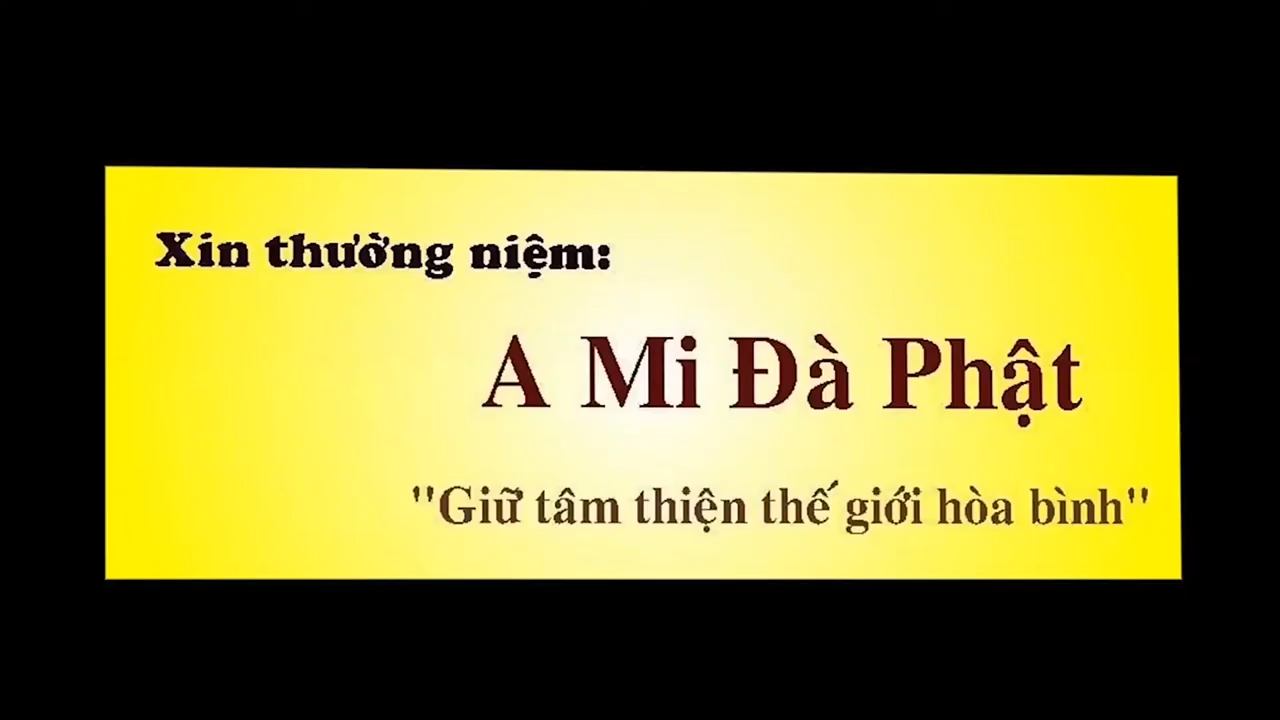 Xin thường niệm:
A Mi Đà Phật
"Giữ tâm thiện thế giới hòa bình"